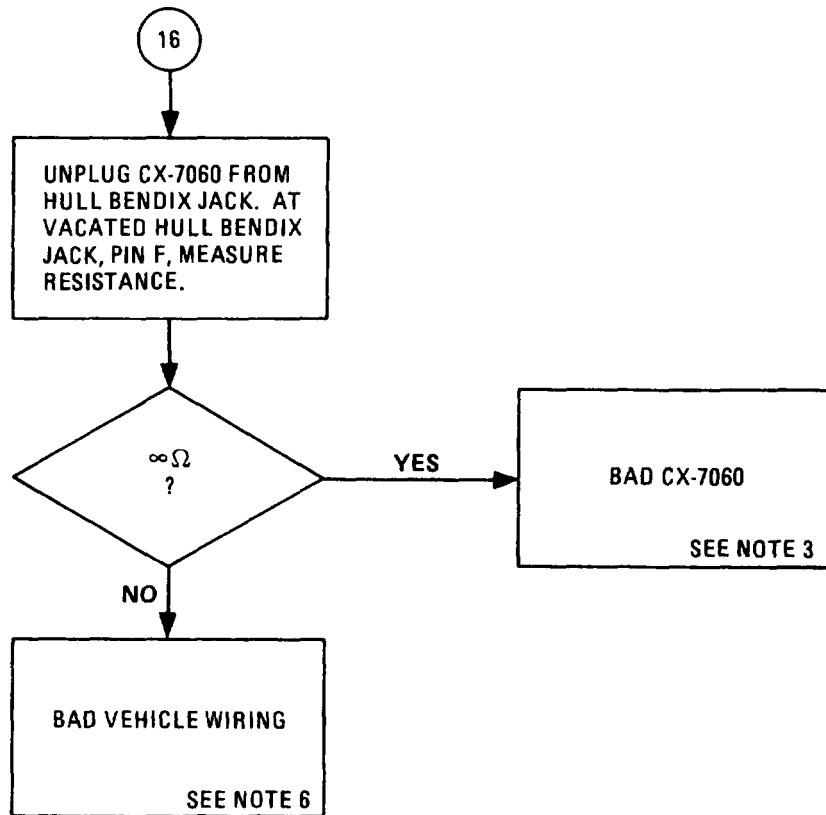 16
UNPLUG CX-7060 FROM
HULL BENDIX JACK. AT
VACATED HULL BENDIX
JACK, PIN F, MEASURE
RESISTANCE.
∞Ω
?
YES
BAD CX-7060
SEE NOTE 3
NO
BAD VEHICLE WIRING
SEE NOTE 6